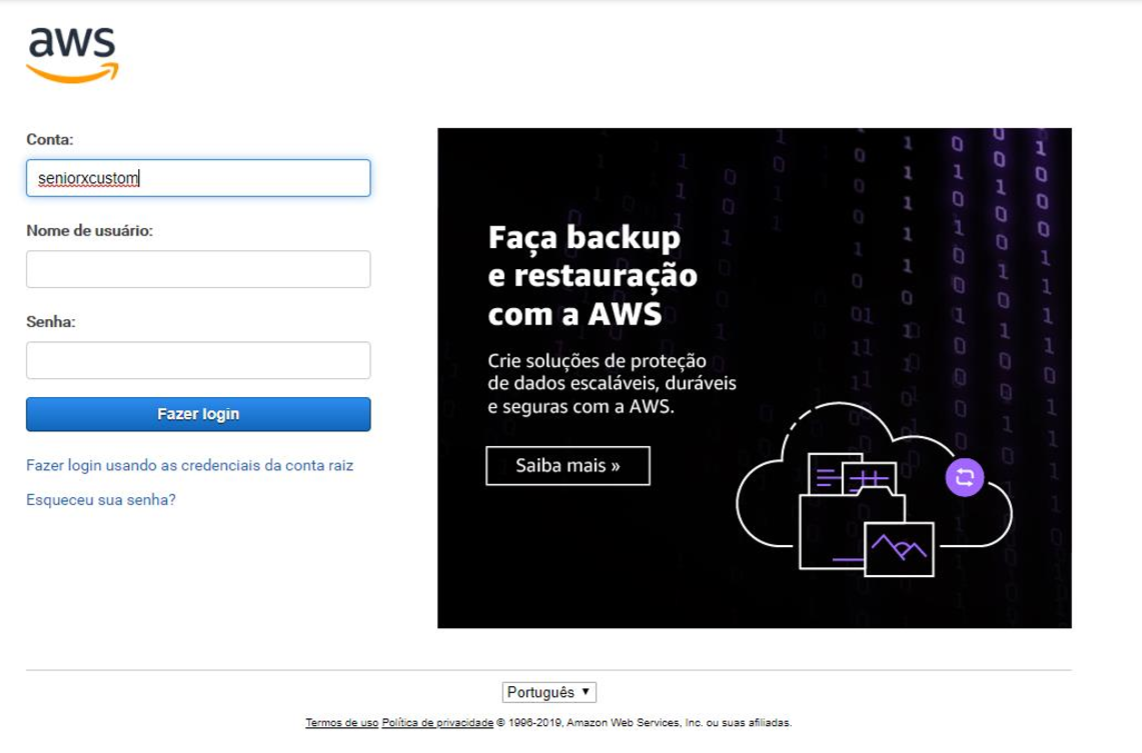 aws
Conta:
seniorxcustom
Nome de usuário:
Senha:
Fazer login
Fazer login usando as credenciais da conta raiz
Esqueceu sua senha?
Faça backup
e restauração
com a AWS
Crie soluções de proteção
de dados escaláveis, duráveis
e seguras com a AWS.
Saiba mais »
Português ▼
Termos de uso Política de privacidade © 1996-2019, Amazon Web Services, Inc. ou suas afiliadas.